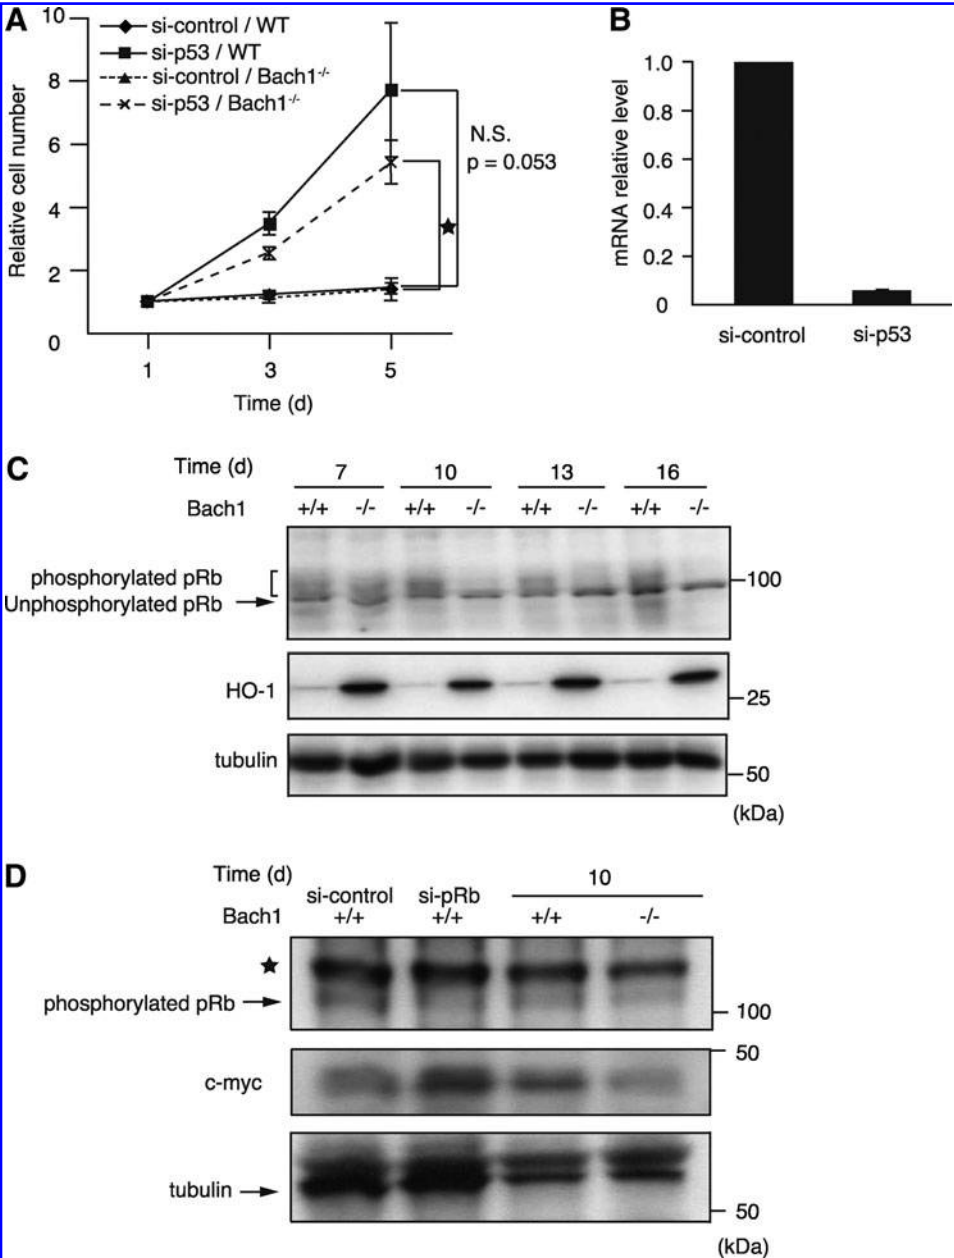 A
10
8
6
4
2
0
Relative cell number
si-control / WT
si-p53 / WT
si-control / Bach1-/-
si-p53 / Bach1-/-
N.S.
p = 0.053
★
1 3 5
Time (d)
B
1.0
0.8
0.6
0.4
0.2
0
mRNA relative level
si-control si-p53
C
Time (d) 7 10 13 16
Bach1 +/+ -/- +/+ -/- +/+ -/- +/+ -/-
phosphorylated pRb
100
Unphosphorylated pRb
HO-1
25
tubulin
50
(kDa)
D
Time (d) 10
si-control si-pRb
Bach1 +/+ +/+ +/+ -/-
★
phosphorylated pRb
100
50
c-myc
tubulin
50
(kDa)